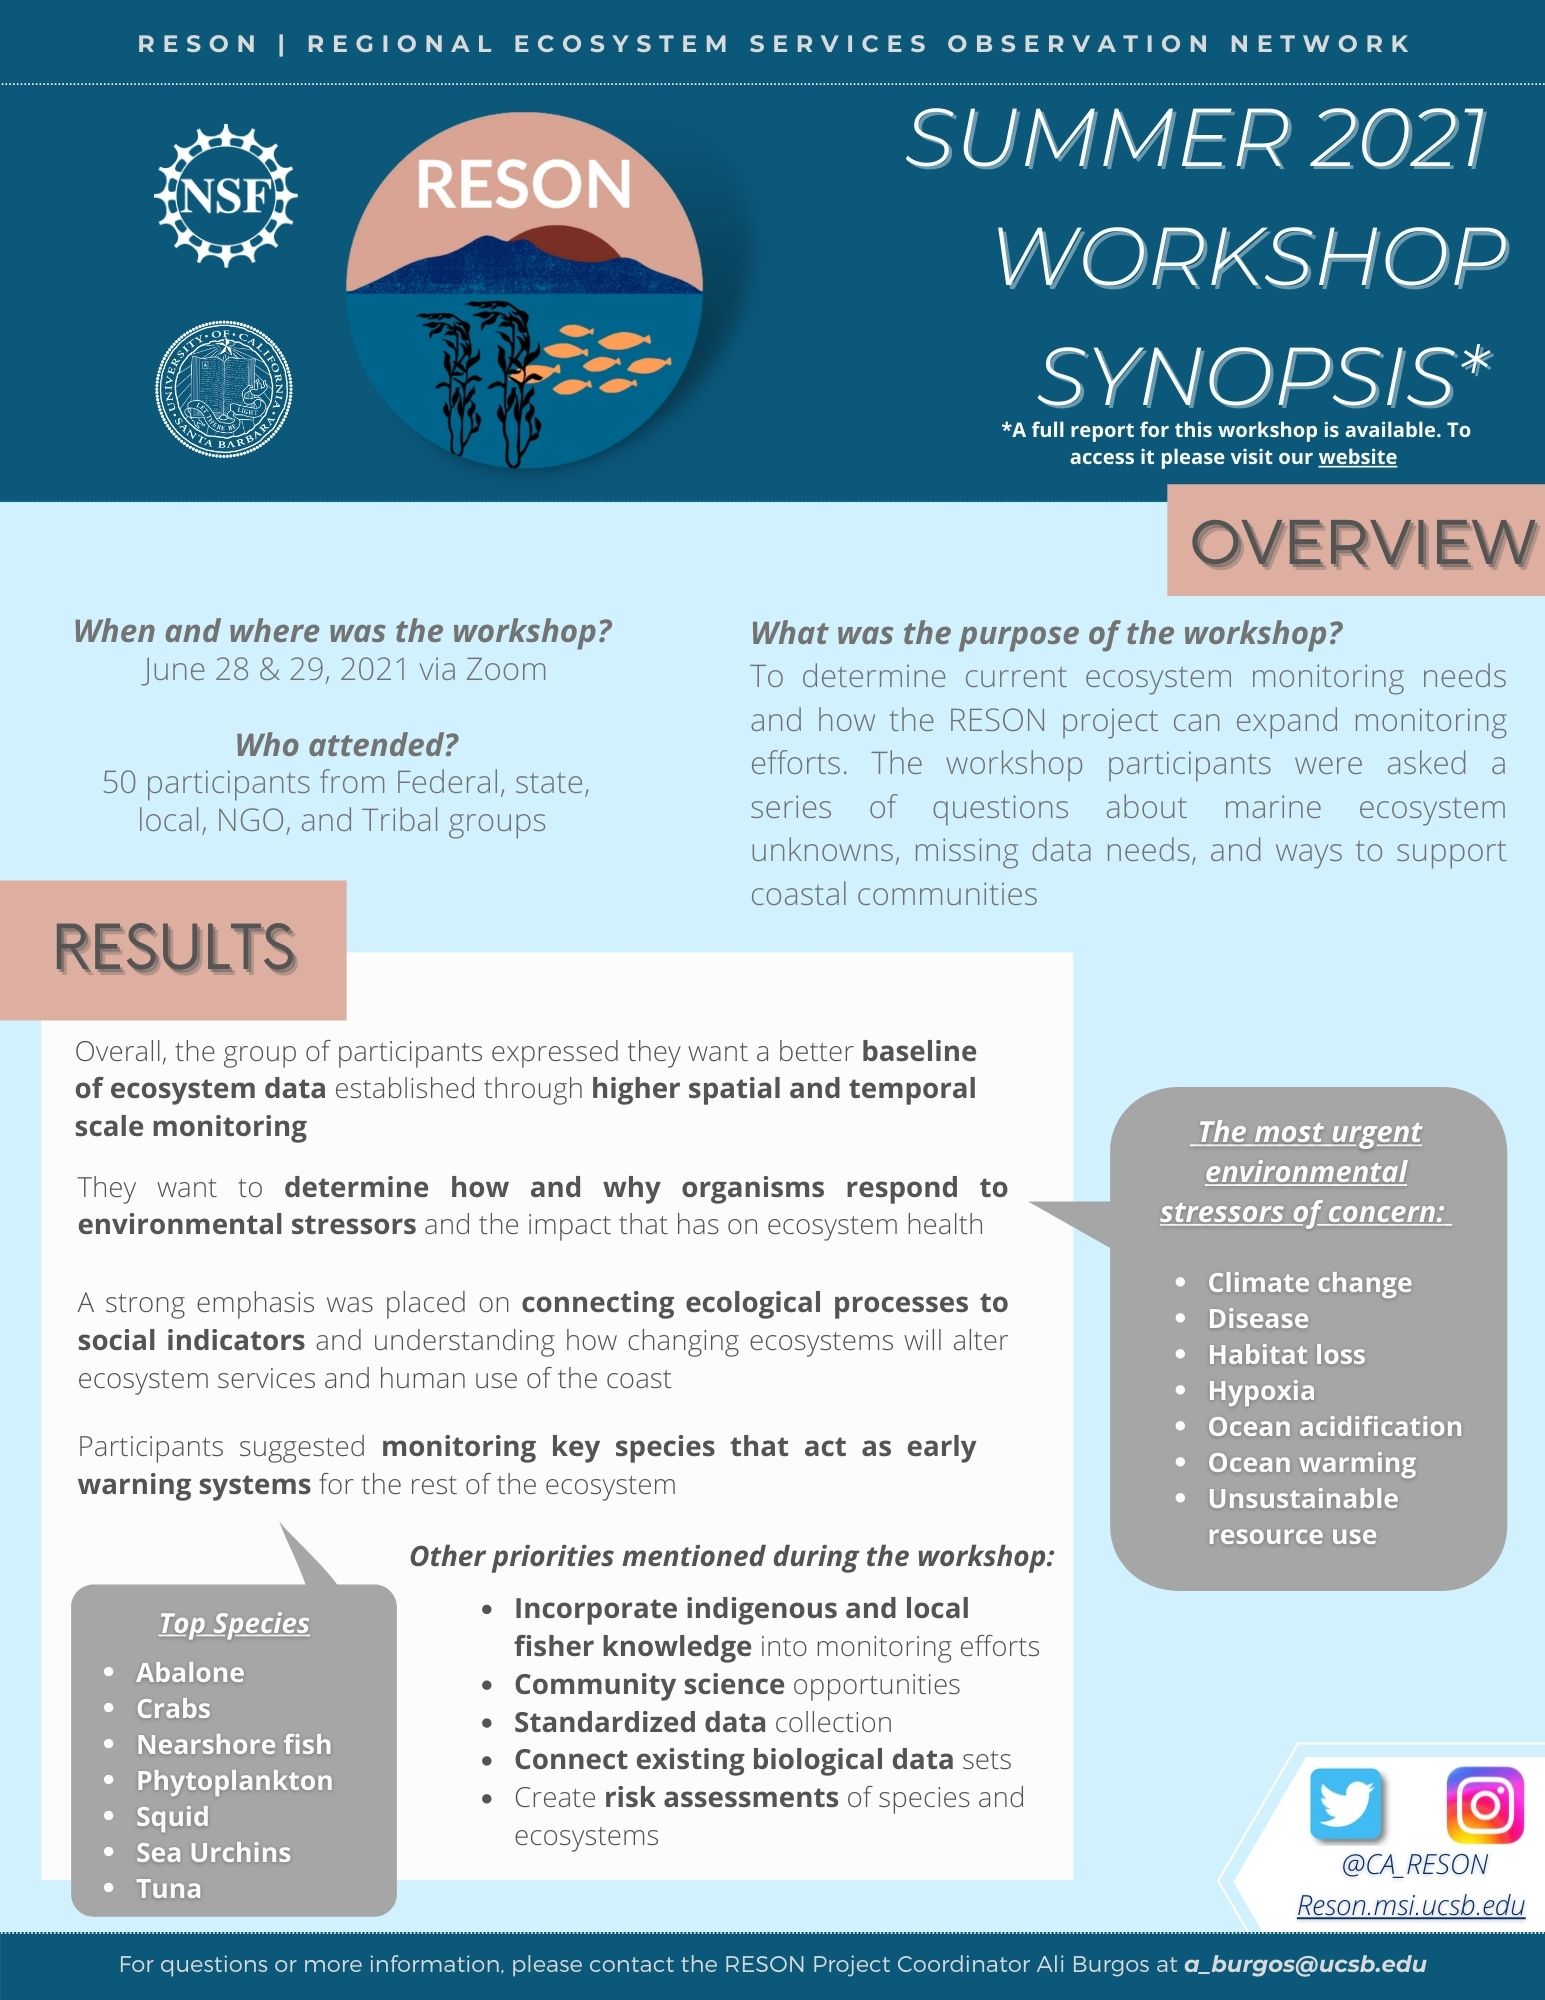 RESON | REGIONAL ECOSYSTEM SERVICES OBSERVATION NETWORK
NSF
RESON
UNIVERSITY · OF · CALIFORNIA · SANTA BARBARA ·
LET THERE BE LIGHT
SUMMER 2021
WORKSHOP
SYNOPSIS*
*A full report for this workshop is available. To
access it please visit our website
OVERVIEW
When and where was the workshop?
June 28 & 29, 2021 via Zoom
Who attended?
50 participants from Federal, state,
local, NGO, and Tribal groups
What was the purpose of the workshop?
To determine current ecosystem monitoring needs
and how the RESON project can expand monitoring
efforts. The workshop participants were asked a
series of questions about marine ecosystem
unknowns, missing data needs, and ways to support
coastal communities
RESULTS
Overall, the group of participants expressed they want a better baseline
of ecosystem data established through higher spatial and temporal
scale monitoring
They want to determine how and why organisms respond to
environmental stressors and the impact that has on ecosystem health
A strong emphasis was placed on connecting ecological processes to
social indicators and understanding how changing ecosystems will alter
ecosystem services and human use of the coast
Participants suggested monitoring key species that act as early
warning systems for the rest of the ecosystem
The most urgent
environmental
stressors of concern:
• Climate change
• Disease
• Habitat loss
• Hypoxia
• Ocean acidification
• Ocean warming
• Unsustainable
resource use
Top Species
• Abalone
• Crabs
• Nearshore fish
• Phytoplankton
• Squid
• Sea Urchins
• Tuna
Other priorities mentioned during the workshop:
• Incorporate indigenous and local
fisher knowledge into monitoring efforts
• Community science opportunities
• Standardized data collection
• Connect existing biological data sets
• Create risk assessments of species and
ecosystems
@CA_RESON
Reson.msi.ucsb.edu
For questions or more information, please contact the RESON Project Coordinator Ali Burgos at a_burgos@ucsb.edu